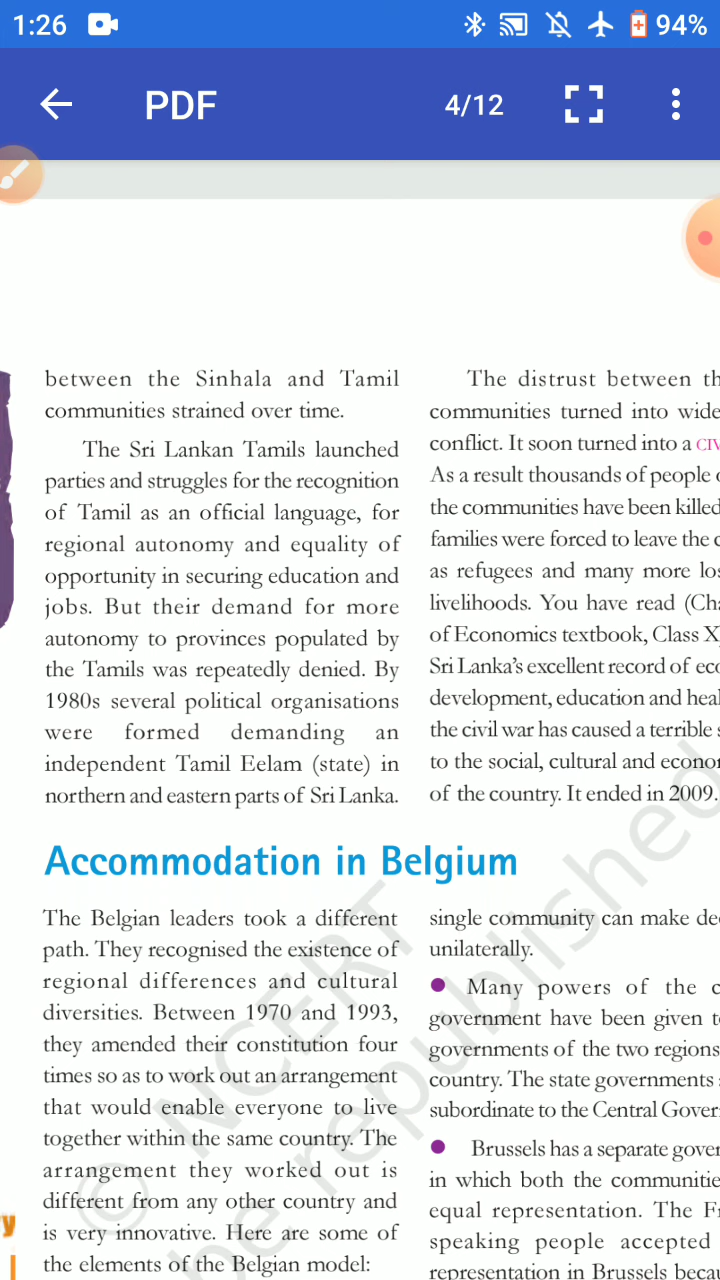 1:26
94%
PDF
4/12
between the Sinhala and Tamil
communities strained over time.
The Sri Lankan Tamils launched
parties and struggles for the recognition
of Tamil as an official language, for
regional autonomy and equality of
opportunity in securing education and
jobs. But their demand for more
autonomy to provinces populated by
the Tamils was repeatedly denied. By
1980s several political organisations
were formed demanding an
independent Tamil Eelam (state) in
northern and eastern parts of Sri Lanka.
The distrust between
communities turned into
conflict. It soon turned into a
As a result thousands of people
the communities have been killed
families were forced to leave the
as refugees and many more
livelihoods. You have read
of Economics textbook, Class X,
Sri Lanka's excellent record of
development, education and
the civil war has caused a terrible
to the social, cultural and
of the country. It ended in 2009.
Accommodation in Belgium
The Belgian leaders took a different
path. They recognised the existence of
regional differences and cultural
diversities. Between 1970 and 1993,
they amended their constitution four
times so as to work out an arrangement
that would enable everyone to live
together within the same country. The
arrangement they worked out is
different from any other country and
is very innovative. Here are some of
the elements of the Belgian model:
single community can make
unilaterally.
● Many powers of the
government have been given
governments of the two regions
country. The state governments
subordinate to the Central
● Brussels has a separate
in which both the
equal representation. The
speaking people accepted
representation in Brussels
© NCERT
be republished